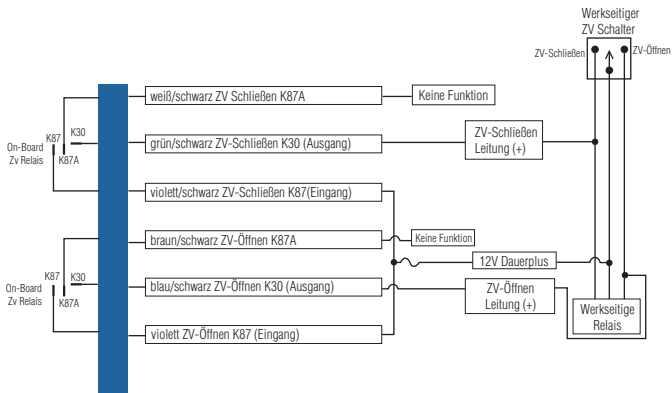 Werkseitiger
ZV Schalter
ZV-Schließen
ZV-Öffnen
weiß/schwarz ZV Schließen K87A
Keine Funktion
K87
K30
K87A
On-Board
Zv Relais
grün/schwarz ZV-Schließen K30 (Ausgang)
ZV-Schließen
Leitung (+)
violett/schwarz ZV-Schließen K87(Eingang)
braun/schwarz ZV-Öffnen K87A
Keine Funktion
12V Dauerplus
K87
K30
K87A
On-Board
Zv Relais
blau/schwarz ZV-Öffnen K30 (Ausgang)
ZV-Öffnen
Leitung (+)
Werkseitige
Relais
violett ZV-Öffnen K87 (Eingang)